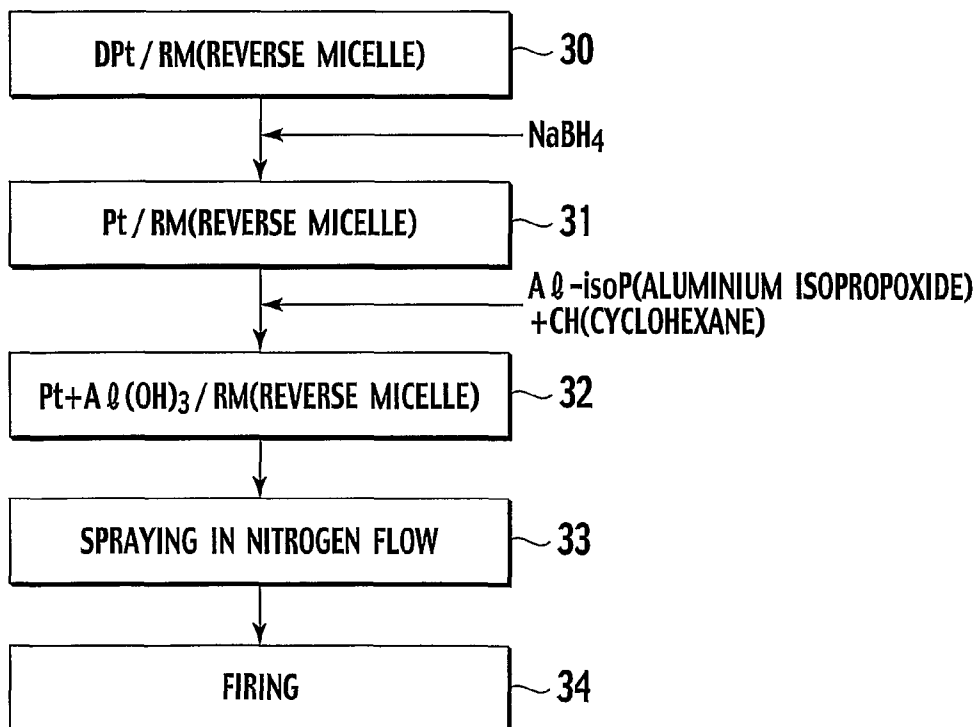 DPt/RM(REVERSE MICELLE)
30
NaBH4
Pt/RM(REVERSE MICELLE)
31
Aℓ-isoP(ALUMINIUM ISOPROPOXIDE)
+CH(CYCLOHEXANE)
Pt+Aℓ(OH)3/RM(REVERSE MICELLE)
32
SPRAYING IN NITROGEN FLOW
33
FIRING
34